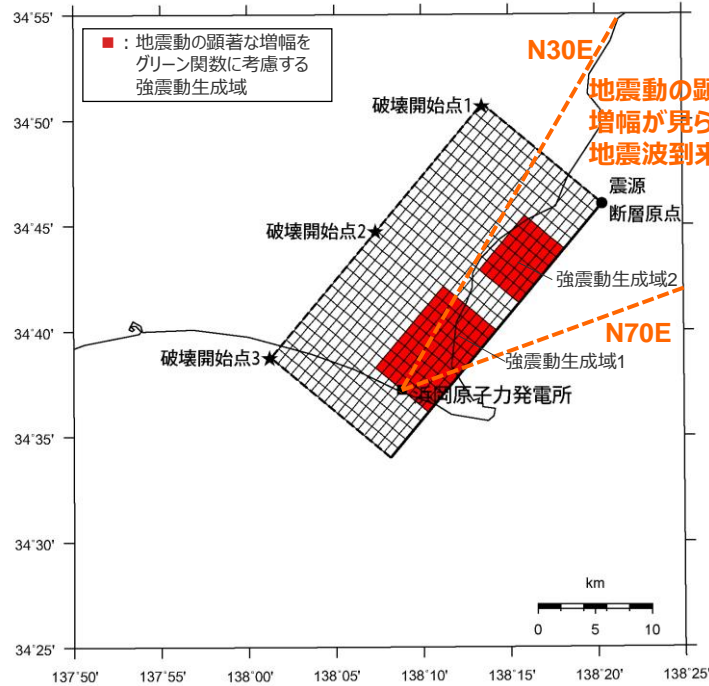 34°55'
■：地震動の顕著な増幅を
グリーン関数に考慮する
強震動生成域
N30E
地震動の顕
増幅が見ら
地震波到来
34°50'
破壊開始点1
震源
断層原点
34°45'
破壊開始点2
強震動生成域2
34°40'
N70E
破壊開始点3
強震動生成域1
浜岡原子力発電所
34°35'
34°30'
km
0 5 10
34°25'
137°50' 137°55' 138°00' 138°05' 138°10' 138°15' 138°20' 138°25'